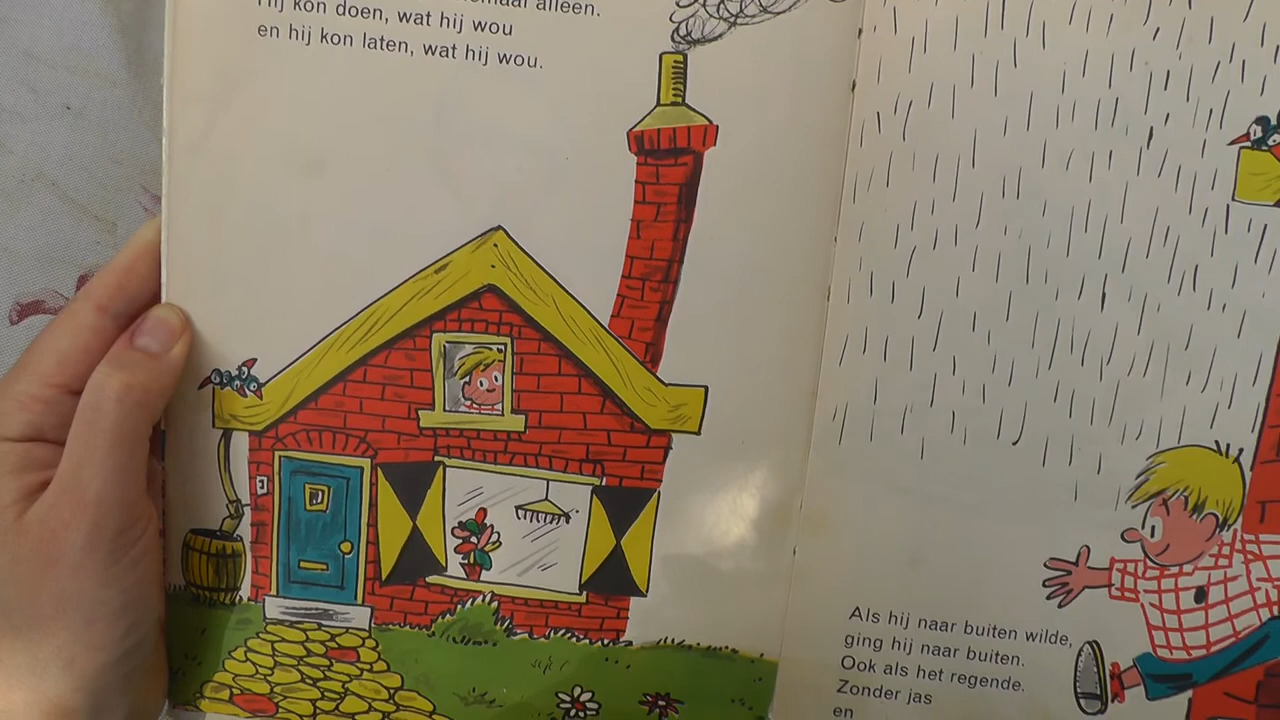 alleen.
Hij kon doen, wat hij wou
en hij kon laten, wat hij wou.
Als hij naar buiten wilde,
ging hij naar buiten.
Ook als het regende.
Zonder jas
en